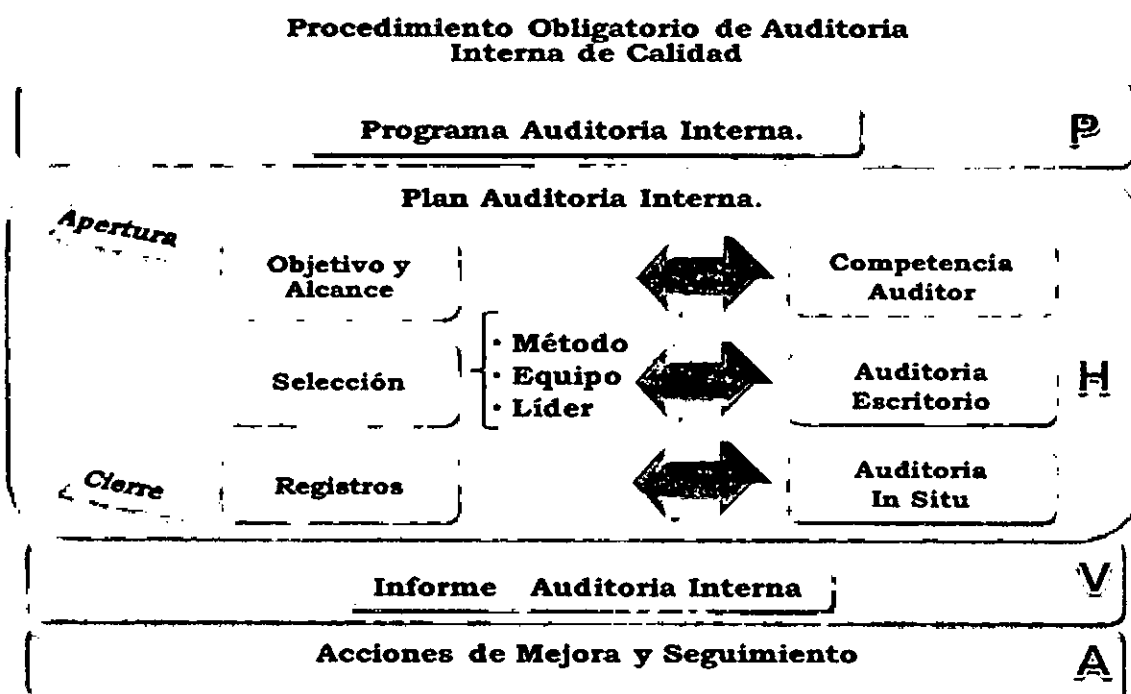 Procedimiento Obligatorio de Auditoria
Interna de Calidad
Programa Auditoria Interna.
P
Plan Auditoria Interna.
Apertura
Objetivo y
Alcance
Competencia
Auditor
Selección
· Método
· Equipo
· Líder
Auditoria
Escritorio
H
Cierre
Registros
Auditoria
In Situ
Informe Auditoria Interna
V
Acciones de Mejora y Seguimiento
A